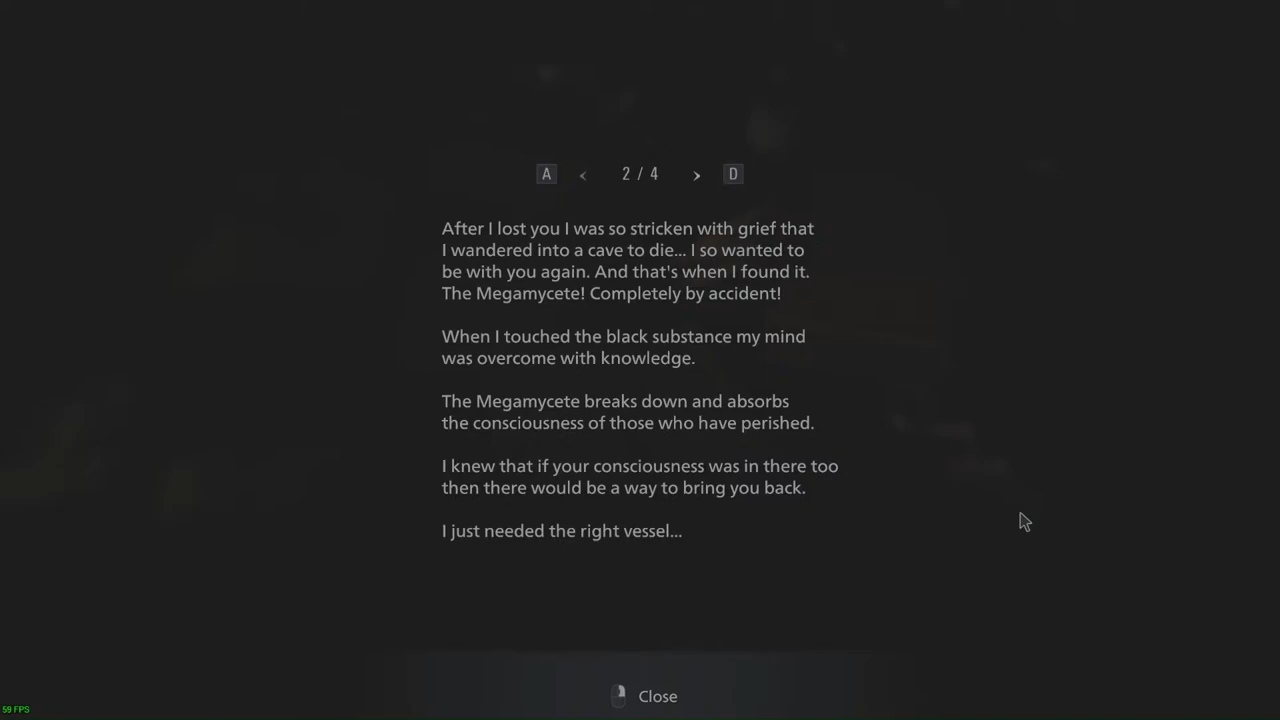 A < 2 / 4 > D
After I lost you I was so stricken with grief that
I wandered into a cave to die... I so wanted to
be with you again. And that's when I found it.
The Megamycete! Completely by accident!
When I touched the black substance my mind
was overcome with knowledge.
The Megamycete breaks down and absorbs
the consciousness of those who have perished.
I knew that if your consciousness was in there too
then there would be a way to bring you back.
I just needed the right vessel...
Close
59 FPS